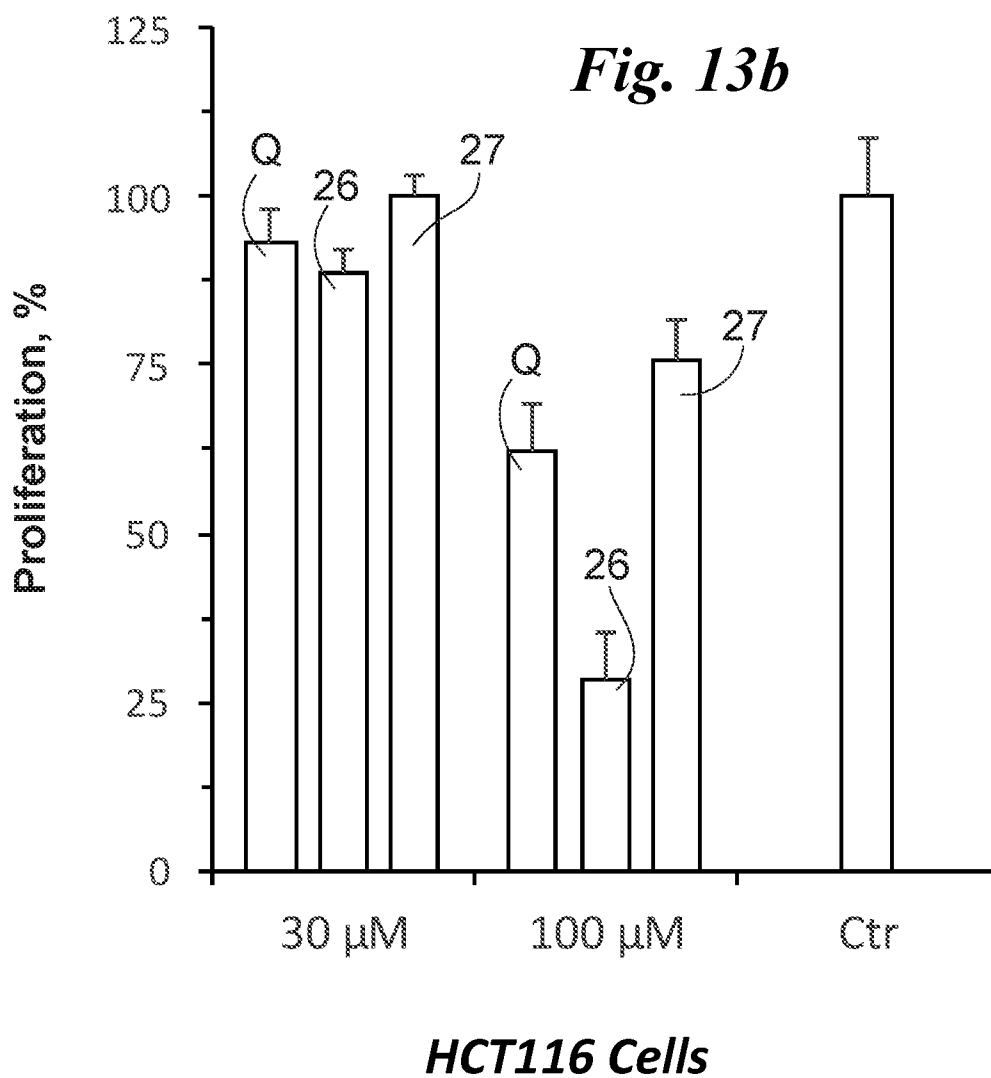 Fig. 13b
Proliferation, %
125
100
75
50
25
0
Q
26
27
Q
26
27
30 µM
100 µM
Ctr
HCT116 Cells